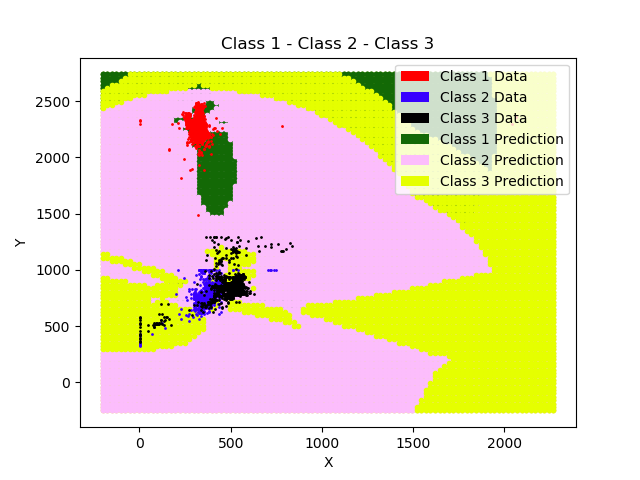 Class 1 - Class 2 - Class 3
Class 1 Data
Class 2 Data
Class 3 Data
Class 1 Prediction
Class 2 Prediction
Class 3 Prediction
2500
2000
1500
1000
500
0
Y
0 500 1000 1500 2000
X